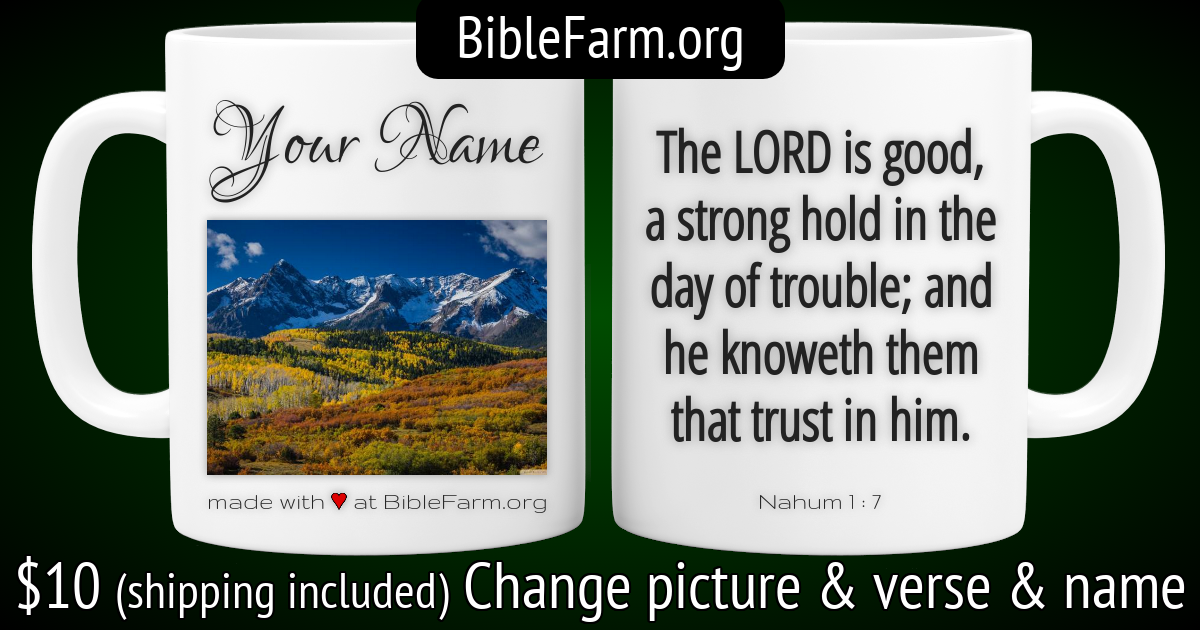 BibleFarm.org
Your Name
made with ♥ at BibleFarm.org
The LORD is good,
a strong hold in the
day of trouble; and
he knoweth them
that trust in him.
Nahum 1 : 7
$10 (shipping included) Change picture & verse & name